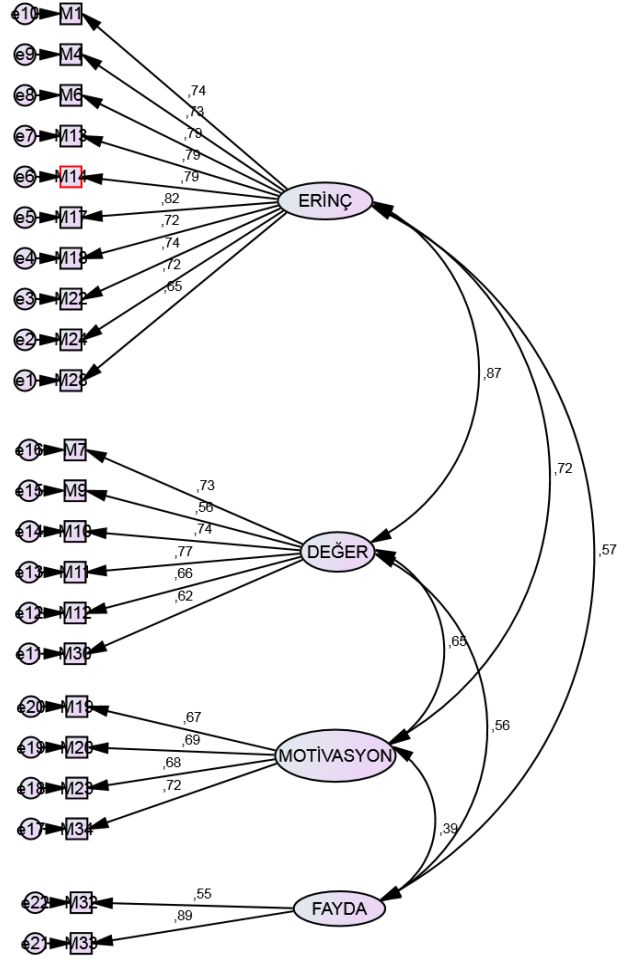 e10 M1
,74
e9 M4
,73
e8 M6
,79
e7 M13
,79
e6 M14
,79
ERİNÇ
e5 M17
,82
e4 M18
,72
e3 M22
,74
e2 M24
,72
e1 M28
,65
,87
,72
,57
e16 M7
,73
e15 M9
,56
e14 M10
,74
DEĞER
e13 M11
,77
e12 M12
,66
e11 M30
,62
,65
,56
e20 M19
,67
e19 M20
,69
MOTİVASYON
e18 M23
,68
e17 M34
,72
,39
e22 M32
,55
FAYDA
e21 M33
,89